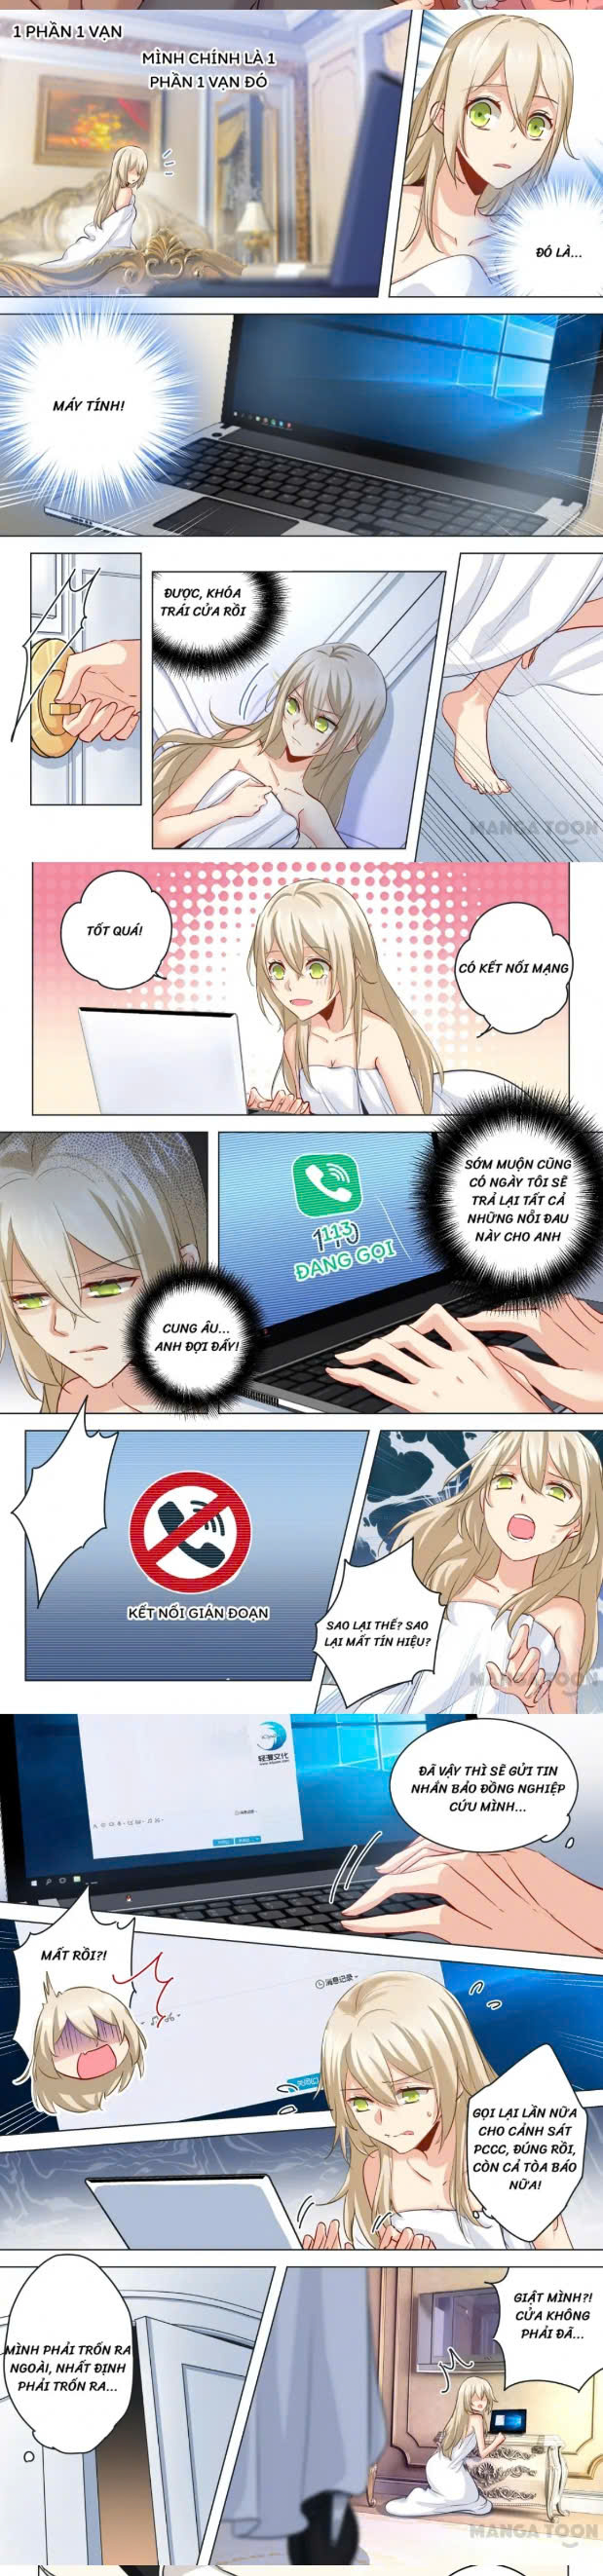 1 PHẦN 1 VẠN
MÌNH CHÍNH LÀ 1
PHẦN 1 VẠN ĐÓ
ĐÓ LÀ...
MÁY TÍNH!
ĐƯỢC, KHÓA
TRÁI CỬA RỒI
MANGA TOON
TỐT QUÁ!
CÓ KẾT NỐI MẠNG
SỚM MUỘN CŨNG
CÓ NGÀY TÔI SẼ
TRẢ LẠI TẤT CẢ
NHỮNG NỖI ĐAU
NÀY CHO ANH
113
ĐANG GỌI
CUNG ÂU...
ANH ĐỢI ĐẤY!
KẾT NỐI GIÁN ĐOẠN
SAO LẠI THẾ? SAO
LẠI MẤT TÍN HIỆU?
MANGA TOON
轻漫文化
ĐÃ VẬY THÌ SẼ GỬI TIN
NHẮN BẢO ĐỒNG NGHIỆP
CỨU MÌNH...
MẤT RỒI?!
消息记录
GỌI LẠI LẦN NỮA
CHO CẢNH SÁT
PCCC, ĐÚNG RỒI,
CÒN CẢ TÒA BÁO
NỮA!
MÌNH PHẢI TRỐN RA
NGOÀI, NHẤT ĐỊNH
PHẢI TRỐN RA...
GIẬT MÌNH?!
CỬA KHÔNG
PHẢI ĐÃ...
MANGA TOON